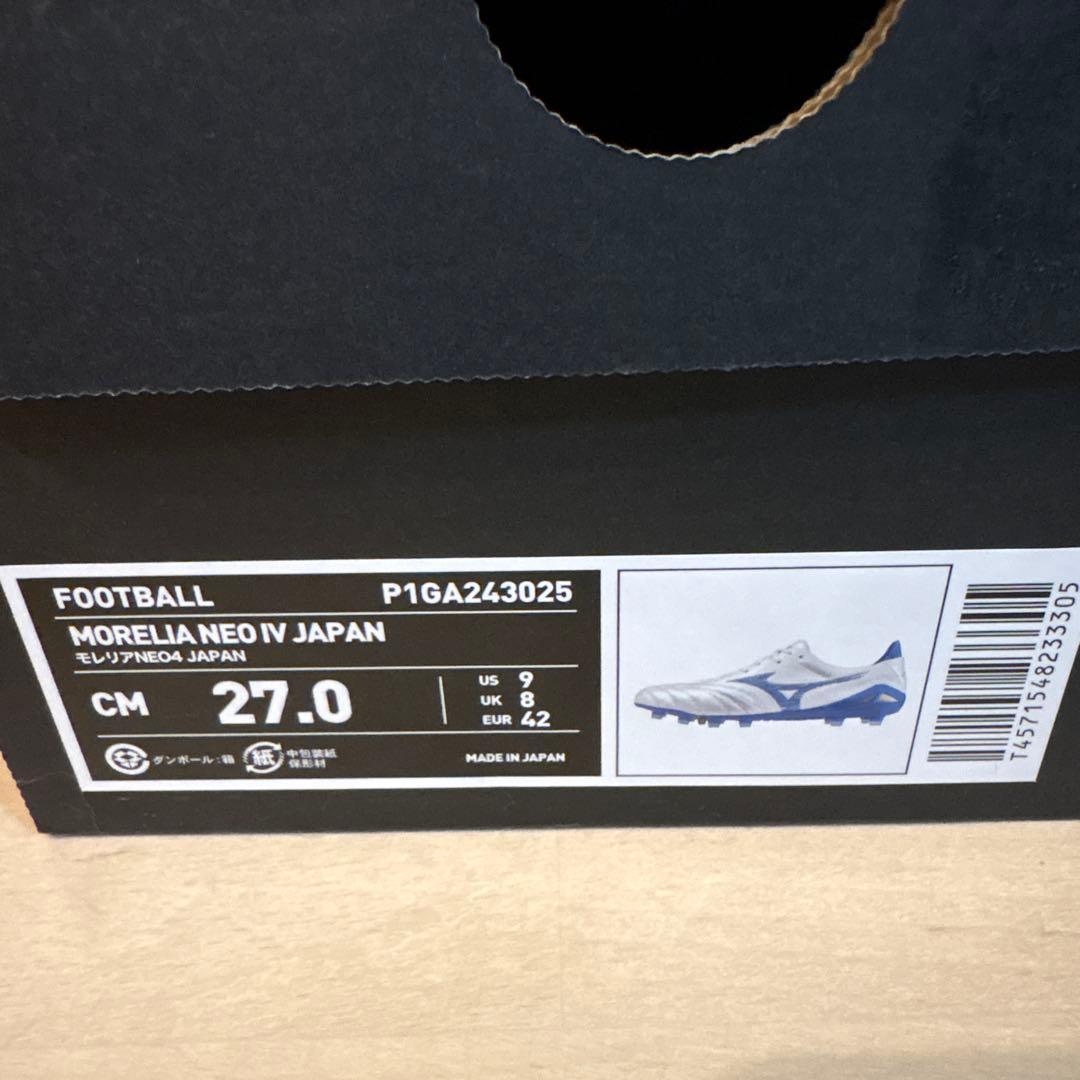 FOOTBALL P1GA243025
MORELIA NEO IV JAPAN
モレリアNEO4 JAPAN
CM 27.0
US 9
UK 8
EUR 42
ダンボール:箱
紙
中包装紙
保形材
MADE IN JAPAN
T4571548233305